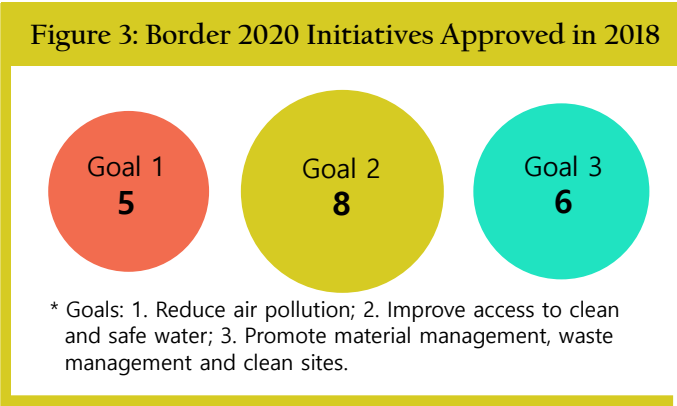 Figure 3: Border 2020 Initiatives Approved in 2018
Goal 1
5
Goal 2
8
Goal 3
6
* Goals: 1. Reduce air pollution; 2. Improve access to clean
and safe water; 3. Promote material management, waste
management and clean sites.